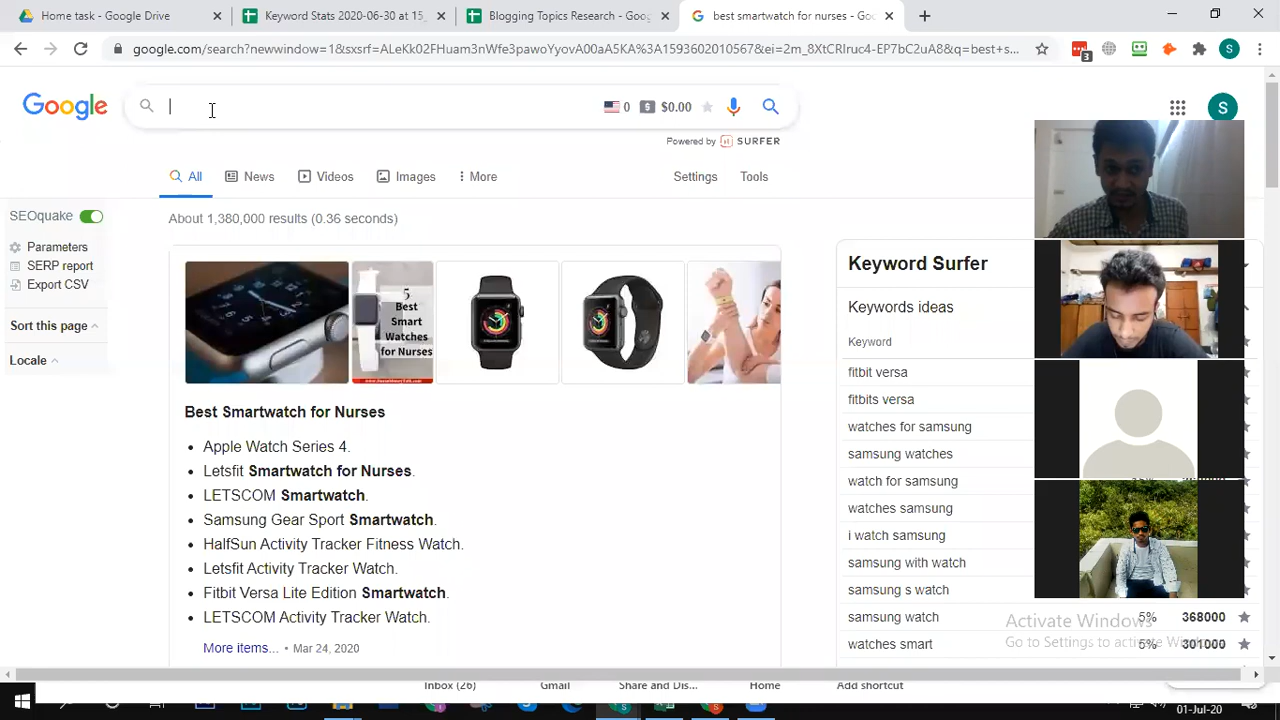 Home task - Google Drive
Keyword Stats 2020-06-30 at 15_
Blogging Topics Research - Goog
best smartwatch for nurses - Goo
google.com/search?newwindow=1&sxsrf=ALeKk02FHuam3nWfe3pawoYyovA00aA5KA%3A1593602010567&ei=2m_8XtCRIruc4-EP7bC2uA8&q=best+s...
3
S
Google
0
$
$0.00
S
Powered by SURFER
All
News
Videos
Images
More
Settings
Tools
SEOquake
Parameters
SERP report
Export CSV
Sort this page
Locale
About 1,380,000 results (0.36 seconds)
5
Best
Smart
Watches
for Nurses
Best Smartwatch for Nurses
Apple Watch Series 4.
Letsfit Smartwatch for Nurses.
LETSCOM Smartwatch.
Samsung Gear Sport Smartwatch.
HalfSun Activity Tracker Fitness Watch.
Letsfit Activity Tracker Watch.
Fitbit Versa Lite Edition Smartwatch.
LETSCOM Activity Tracker Watch.
More items... • Mar 24, 2020
Keyword Surfer
Keywords ideas
Keyword
fitbit versa
fitbits versa
watches for samsung
samsung watches
watch for samsung
watches samsung
i watch samsung
samsung with watch
samsung s watch
samsung watch 5% 368000
watches smart 6% 301000
Activate Windows
Go to Settings to activate Windows.
Inbox (26)
Gmail
Share and Dis...
Home
Add shortcut
01-Jul-20